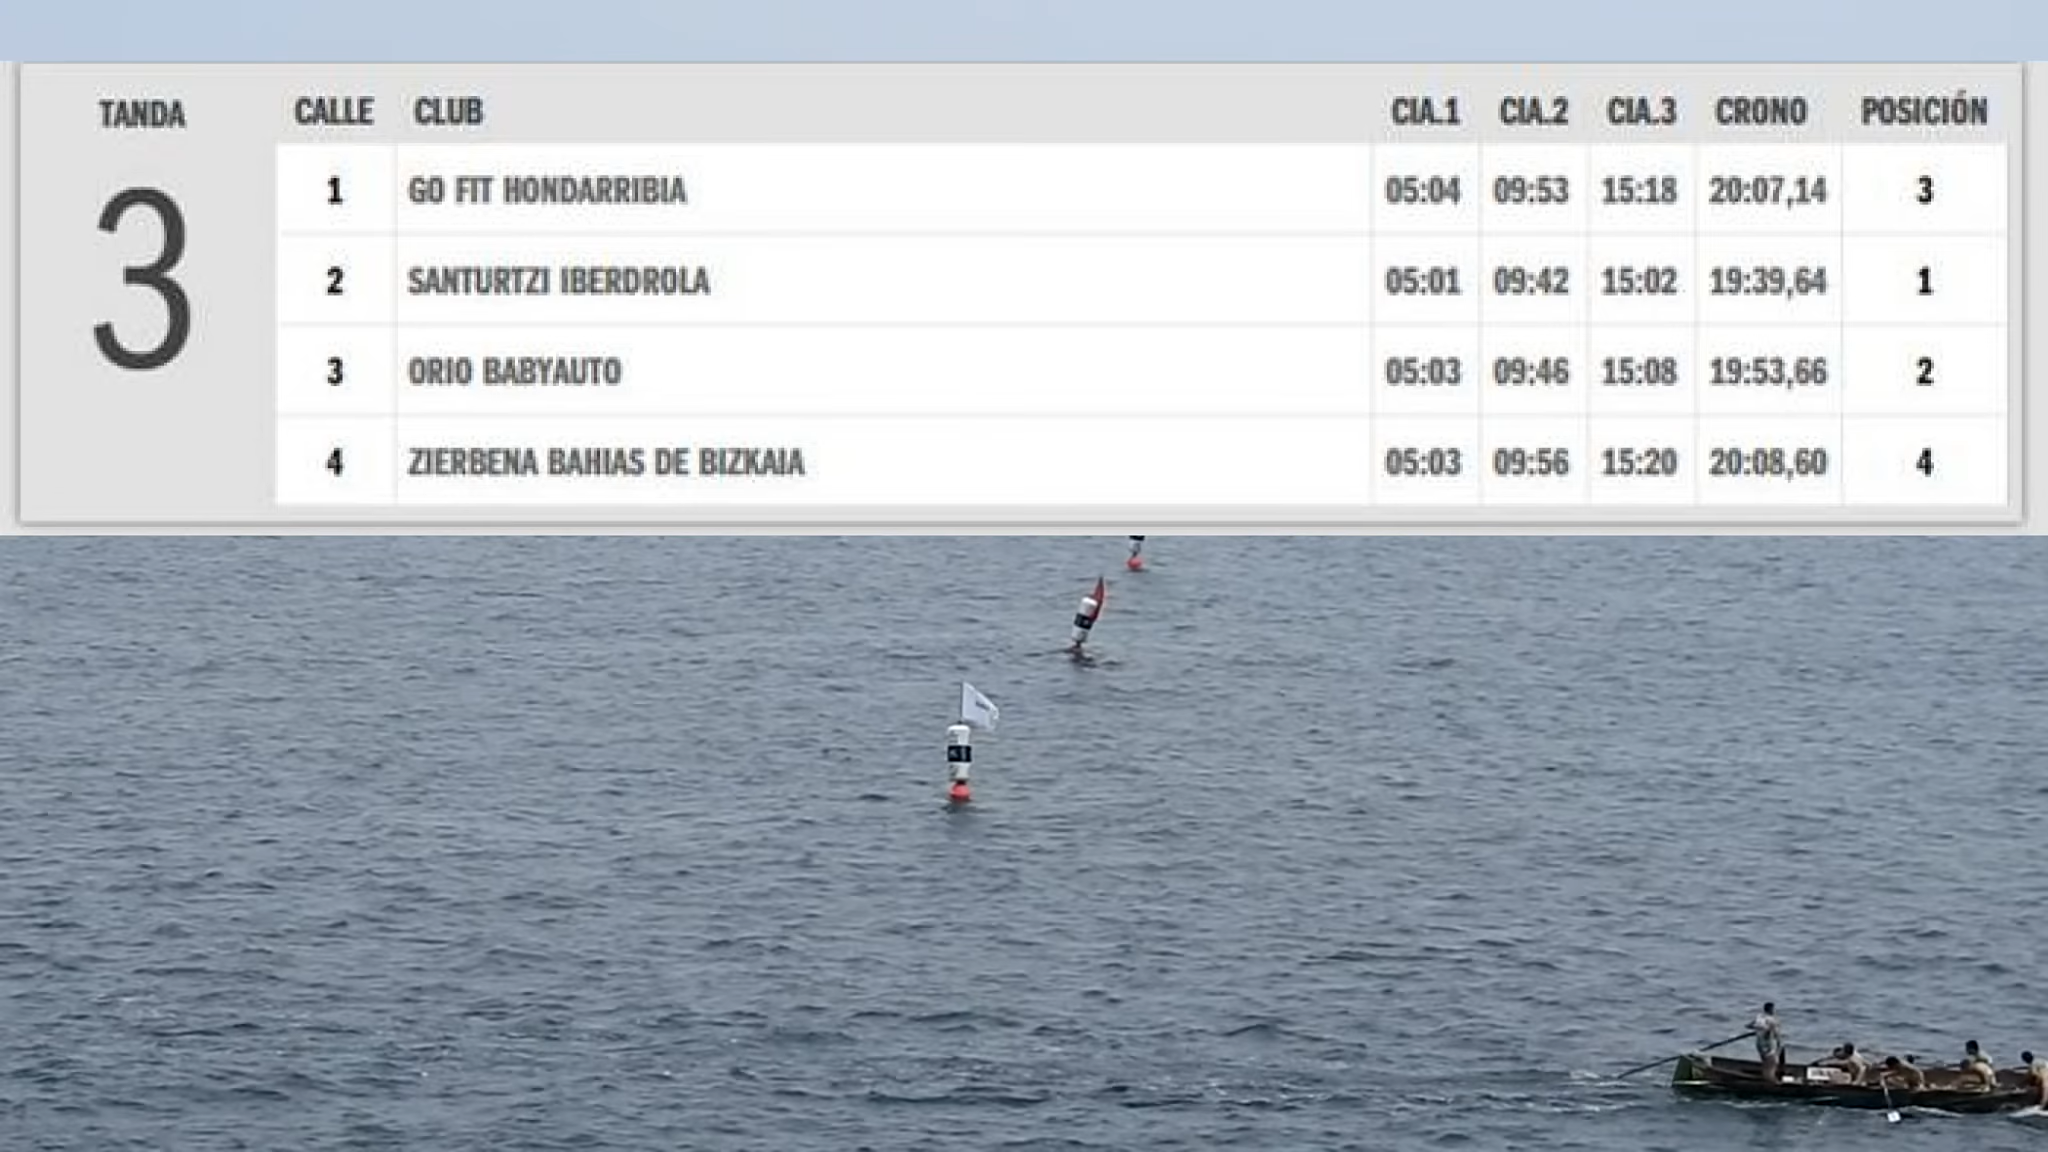 TANDA CALLE CLUB CIA.1 CIA.2 CIA.3 CRONO POSICIÓN
3
1 GO FIT HONDARRIBIA 05:04 09:53 15:18 20:07,14 3
2 SANTURTZI IBERDROLA 05:01 09:42 15:02 19:39,64 1
3 ORIO BABYAUTO 05:03 09:46 15:08 19:53,66 2
4 ZIERBENA BAHIAS DE BIZKAIA 05:03 09:56 15:20 20:08,60 4